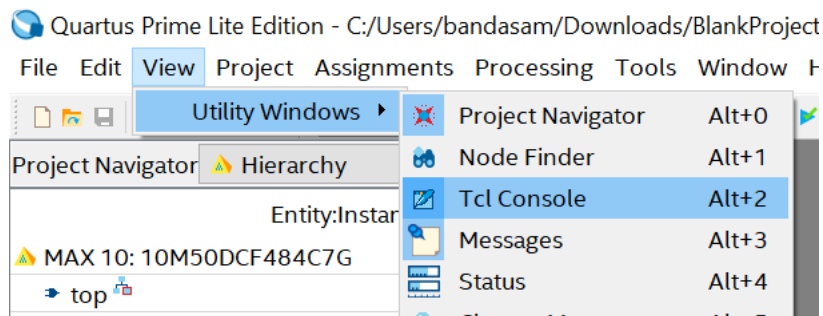 Quartus Prime Lite Edition - C:/Users/bandasam/Downloads/BlankProject
File Edit View Project Assignments Processing Tools Window
Utility Windows
Project Navigator Alt+0
Node Finder Alt+1
Tcl Console Alt+2
Messages Alt+3
Status Alt+4
Project Navigator Hierarchy
Entity:Instan
MAX 10: 10M50DCF484C7G
top